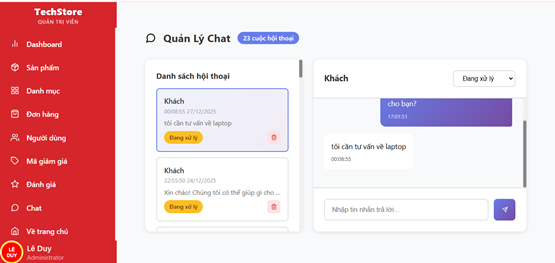 TechStore
QUẢN TRỊ VIÊN
Dashboard
Sản phẩm
Danh mục
Đơn hàng
Người dùng
Mã giảm giá
Đánh giá
Chat
Về trang chủ
LÊ
DUY
Lê Duy
Administrator
Quản Lý Chat
23 cuộc hội thoại
Danh sách hội thoại
Khách
00:08:55 27/12/2025
tôi cần tư vấn về laptop
Đang xử lý
Khách
22:55:50 24/12/2025
Xin chào! Chúng tôi có thể giúp gì cho ...
Đang xử lý
Khách
Đang xử lý
cho bạn?
17:01:51
tôi cần tư vấn về laptop
00:08:55
Nhập tin nhắn trả lời...